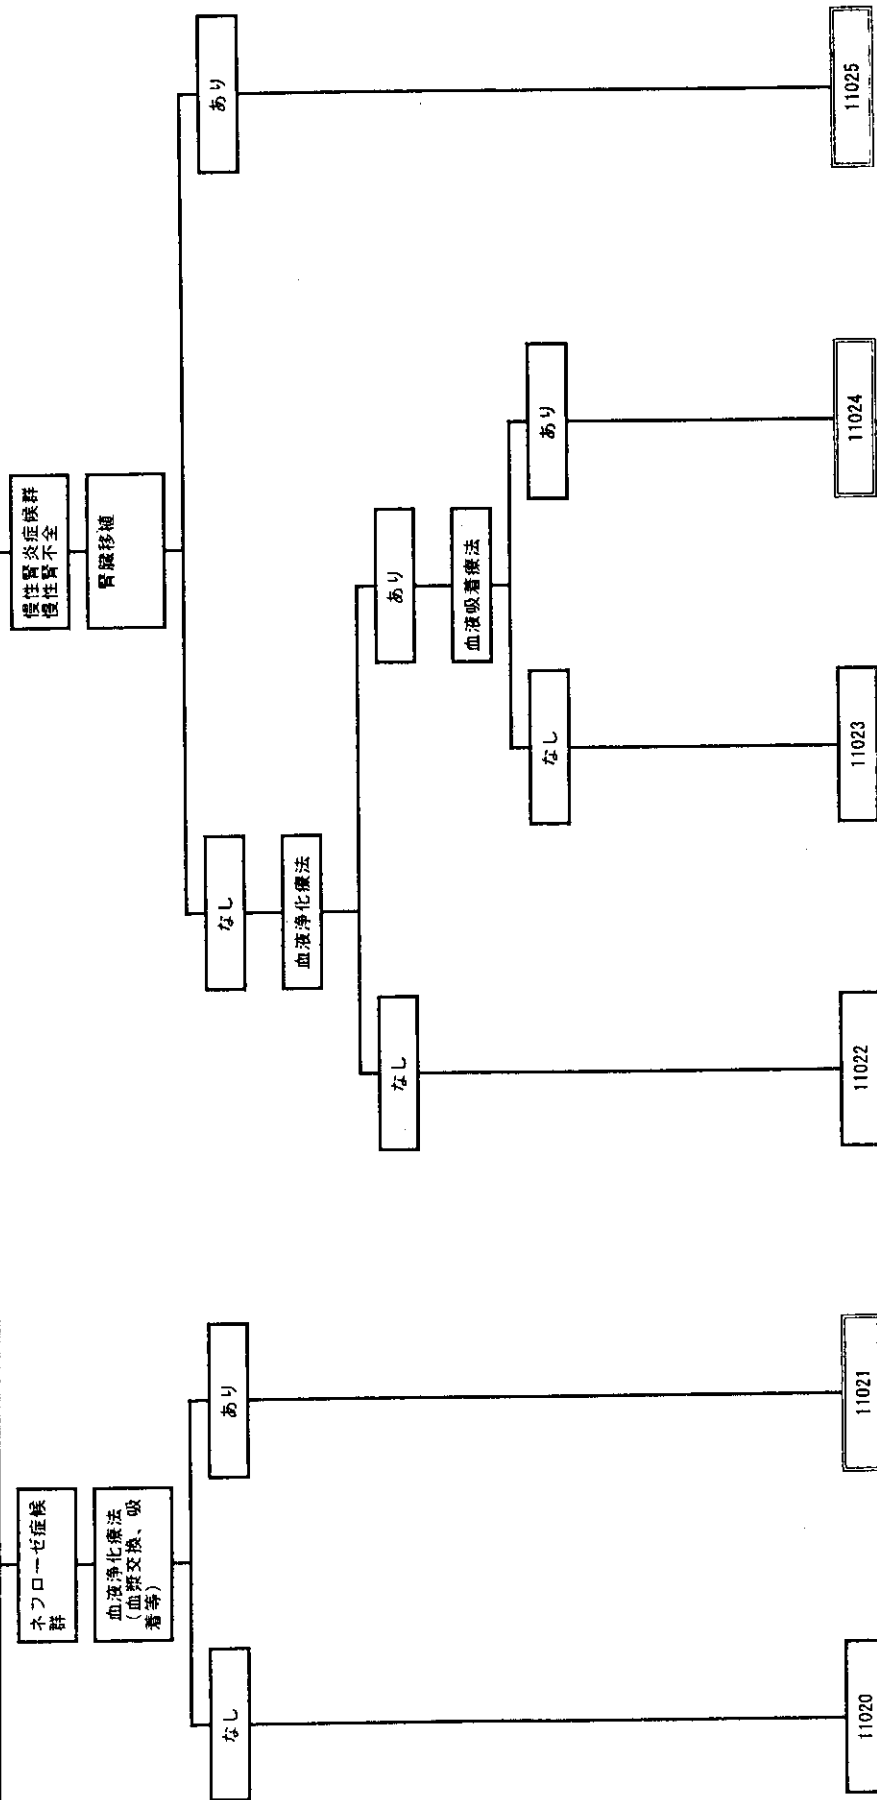 ネフローゼ症候
群
血液浄化療法
(血漿交換、吸
着等)
なし
あり
11020
11021
慢性腎炎症候群
慢性腎不全
腎臓移植
なし
あり
血液浄化療法
なし
あり
血液吸着療法
なし
あり
11022
11023
11024
11025